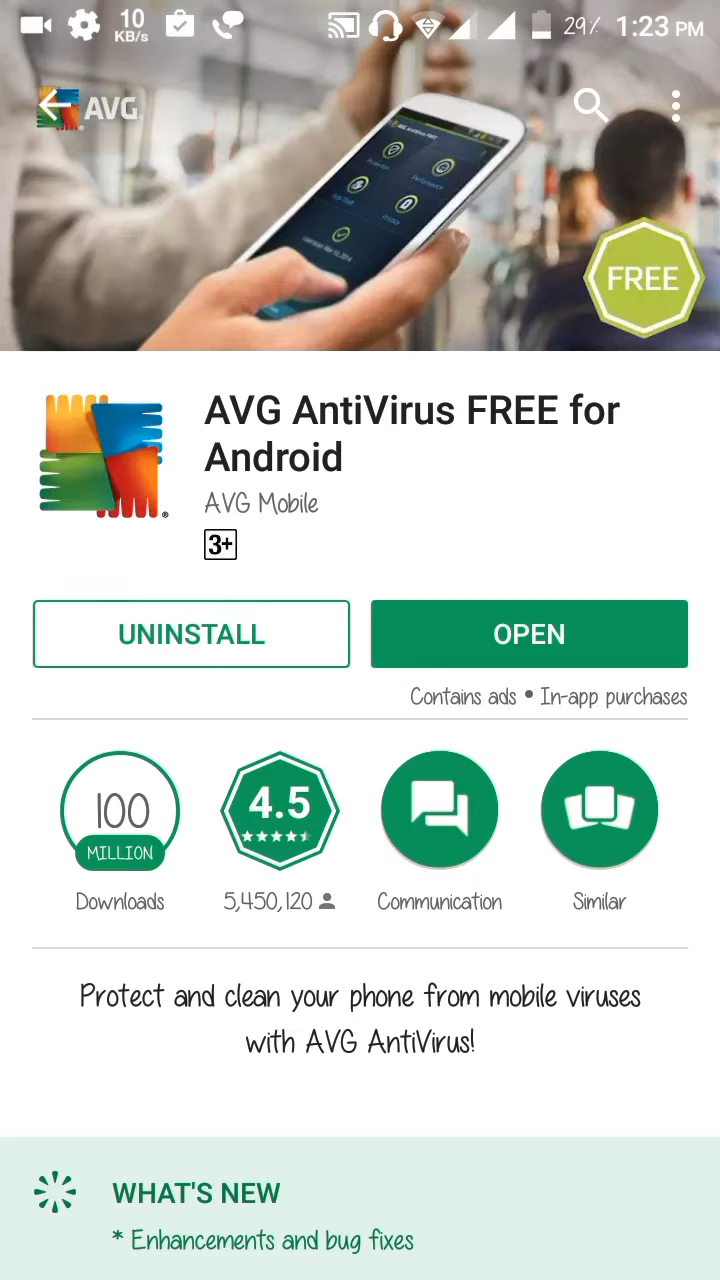 10
KB/s
29%
1:23 PM
AVG
FREE
AVG AntiVirus FREE for
Android
AVG Mobile
3+
UNINSTALL
OPEN
Contains ads • In-app purchases
100
MILLION
4.5
Downloads
5,450,120
Communication
Similar
Protect and clean your phone from mobile viruses
with AVG AntiVirus!
WHAT'S NEW
* Enhancements and bug fixes